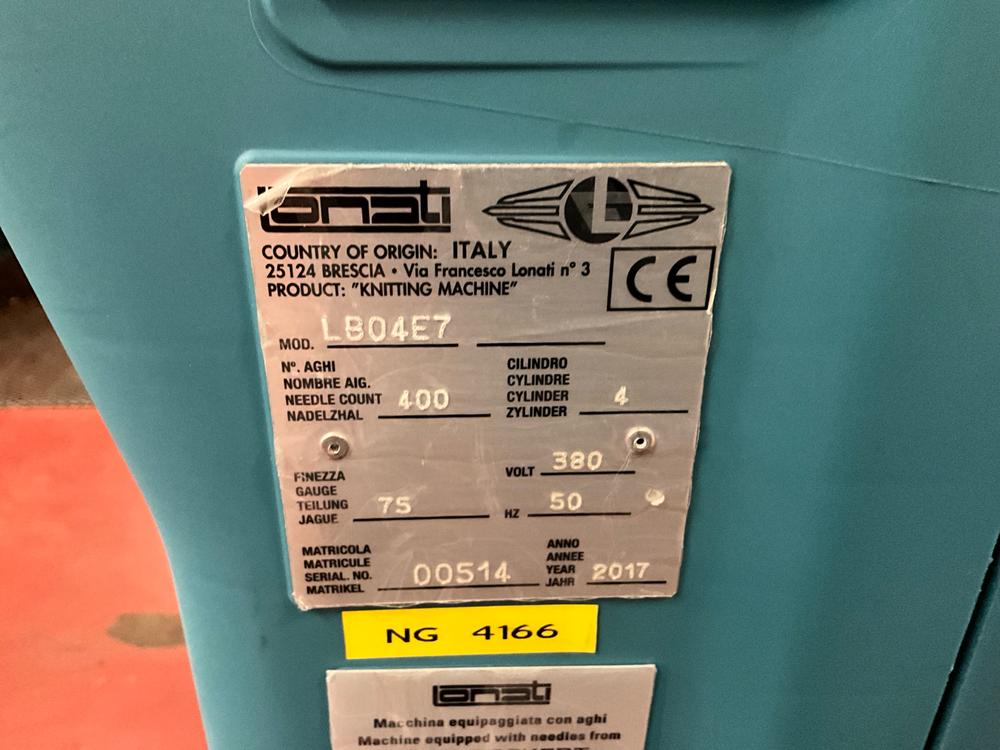 Lonati
COUNTRY OF ORIGIN: ITALY
25124 BRESCIA • Via Francesco Lonati n° 3
PRODUCT: "KNITTING MACHINE"
CE
MOD. LB04E7
N°. AGHI
NOMBRE AIG.
NEEDLE COUNT 400
NADELZHAL
CILINDRO
CYLINDRE
CYLINDER 4
ZYLINDER
FINEZZA
GAUGE
TEILUNG 75
JAGUE
VOLT 380
HZ 50
MATRICOLA
MATRICULE
SERIAL. NO. 00514
MATRIKEL
ANNO
ANNEE
YEAR 2017
JAHR
NG 4166
Lonati
Macchina equipaggiata con aghi
Machine equipped with needles from